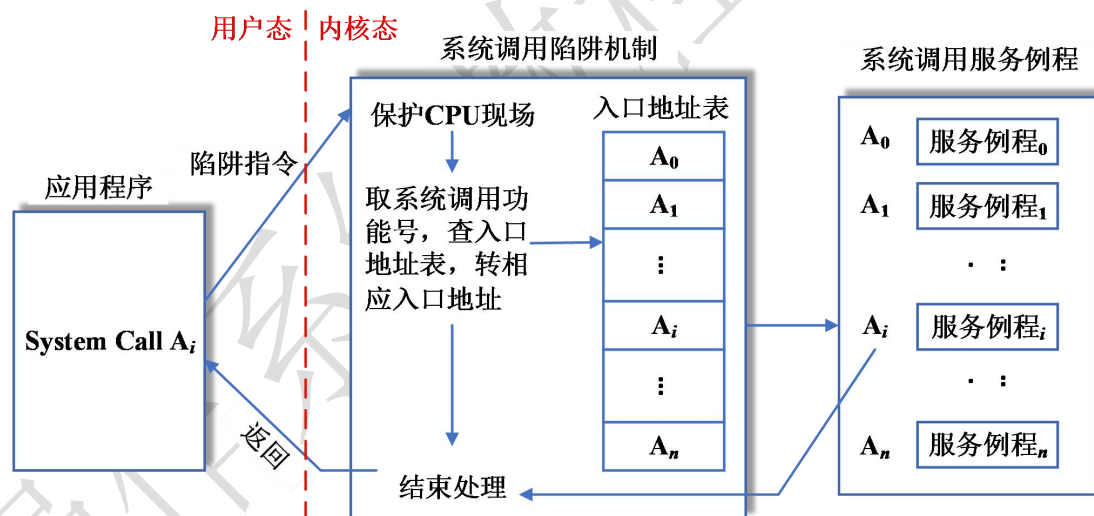 用户态
内核态
系统调用陷阱机制
系统调用服务例程
保护CPU现场
入口地址表
陷阱指令
应用程序
取系统调用功
能号，查入口
地址表，转相
应入口地址
A0
A1
⋮
Ai
⋮
An
A0 服务例程0
A1 服务例程1
Ai 服务例程i
An 服务例程n
System Call Ai
返回
结束处理